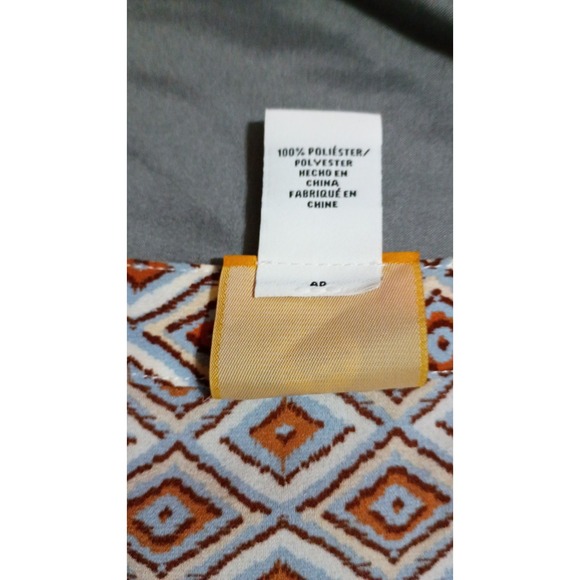 100% POLIÉSTER/
POLYESTER
HECHO EN
CHINA
FABRIQUÉ EN
CHINE
AP